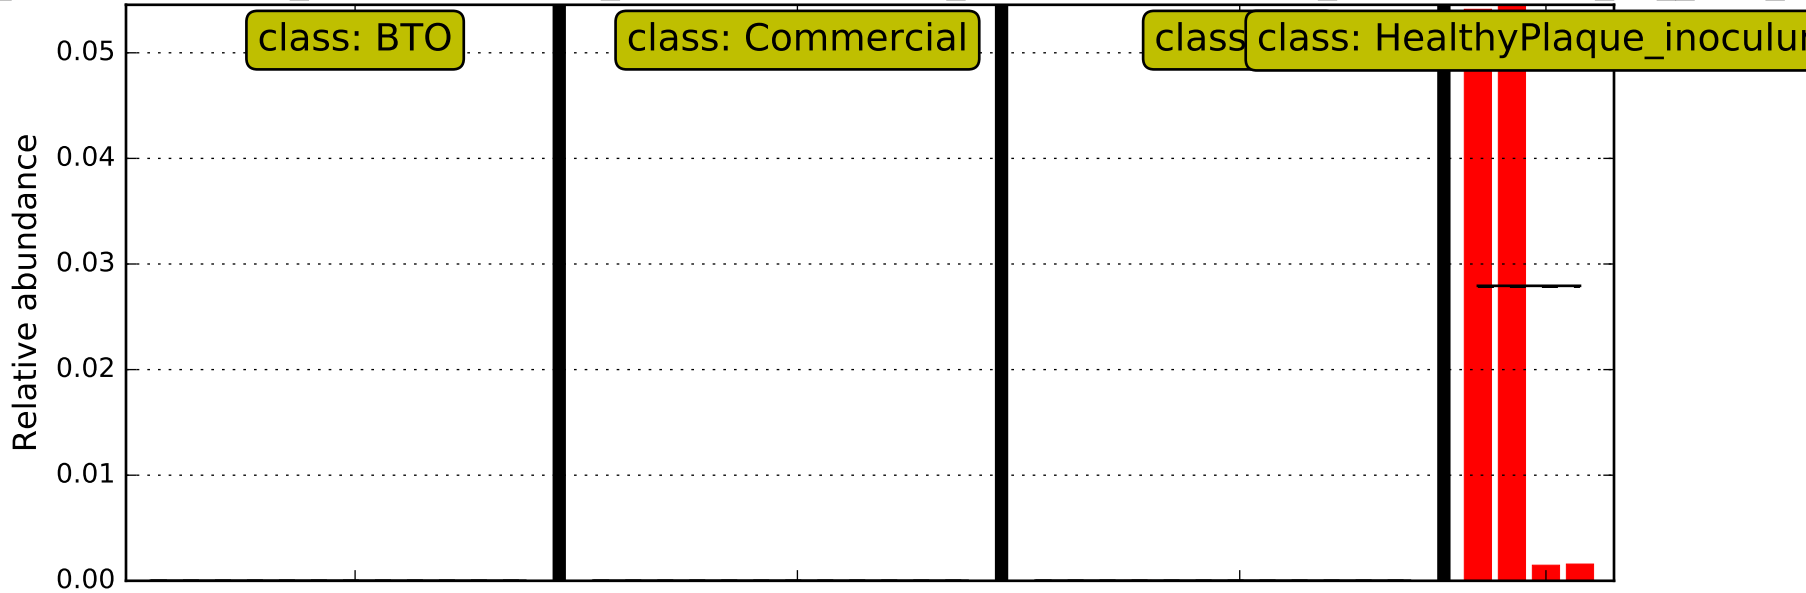 class: BTO
class: Commercial
class
class: HealthyPlaque_inoculu
Relative abundance
0.05
0.04
0.03
0.02
0.01
0.00